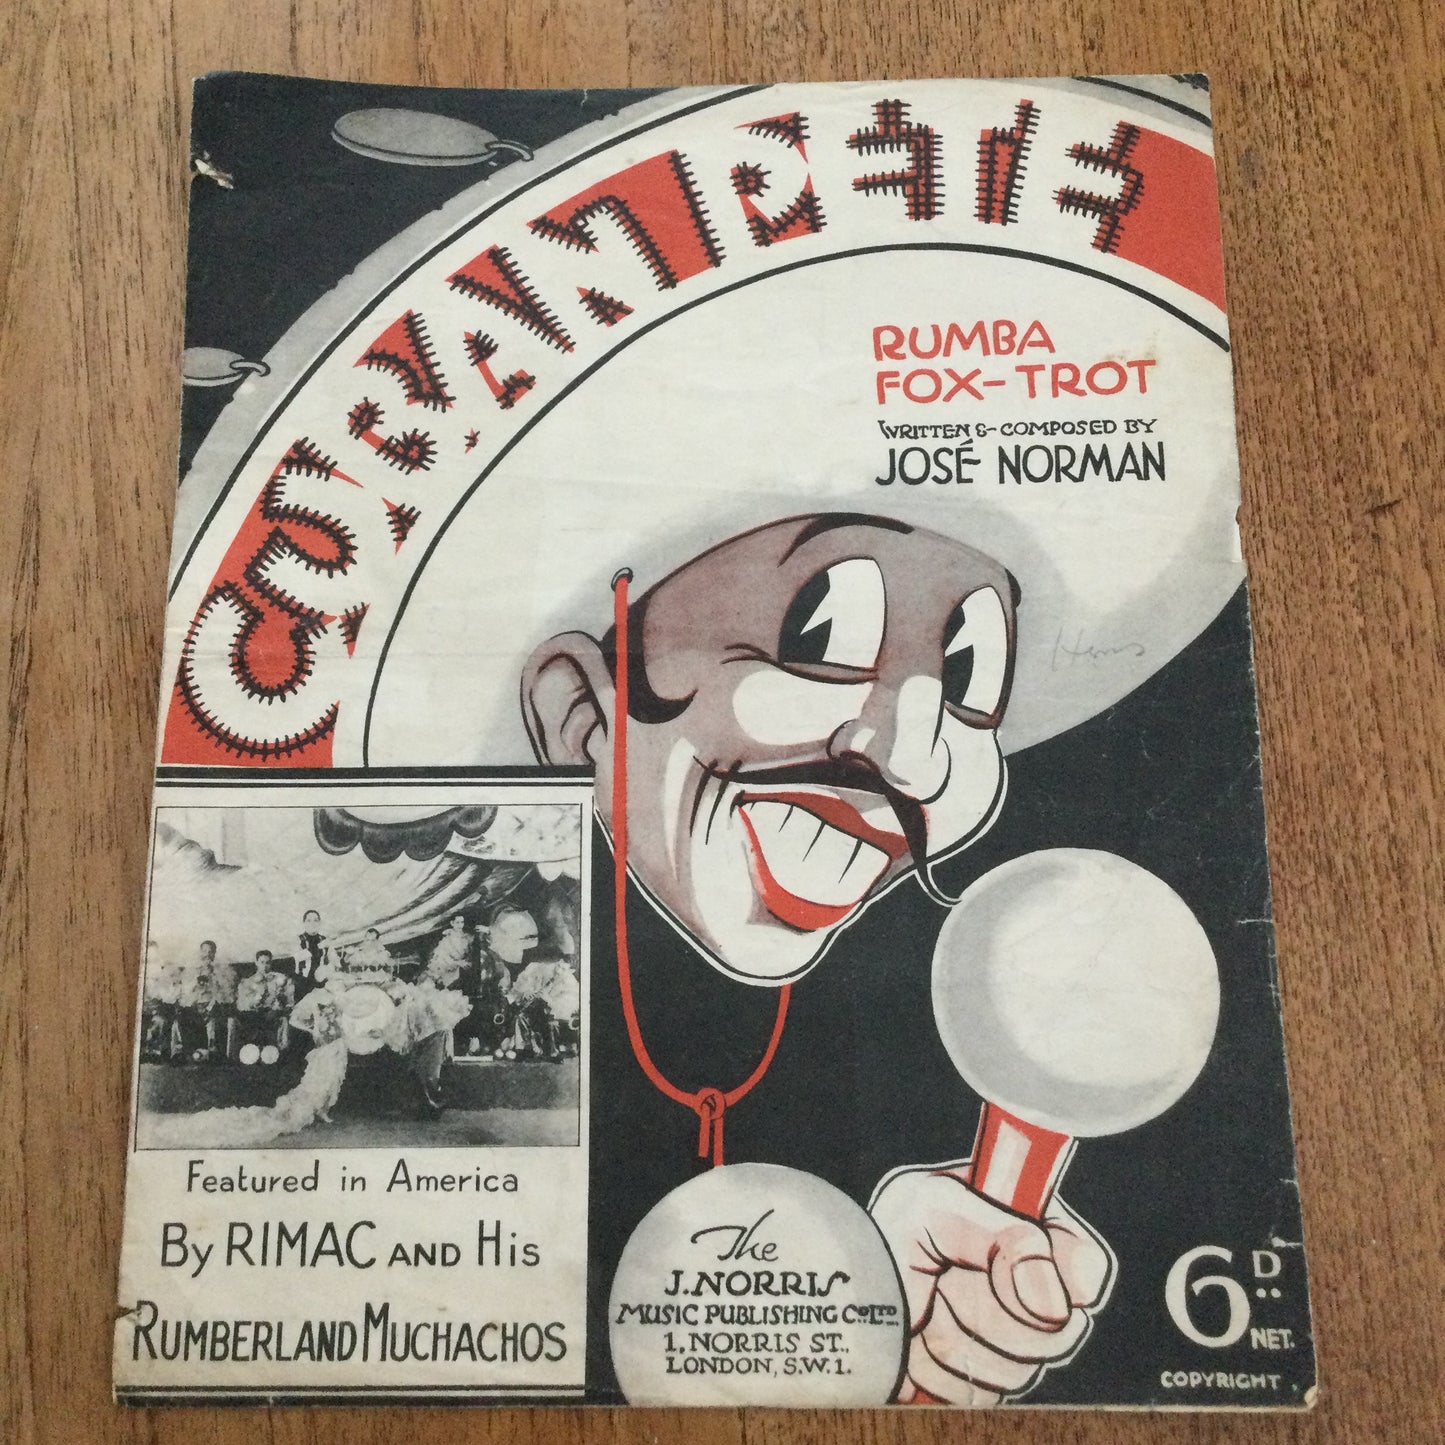 CUBAN PETE
RUMBA
FOX-TROT
WRITTEN & COMPOSED BY
JOSÉ NORMAN
Featured in America
By RIMAC AND His
RUMBERLAND MUCHACHOS
The
J. NORRIS
MUSIC PUBLISHING Co. LTD.
1, NORRIS ST.,
LONDON, S.W.1.
6D.
NET.
COPYRIGHT